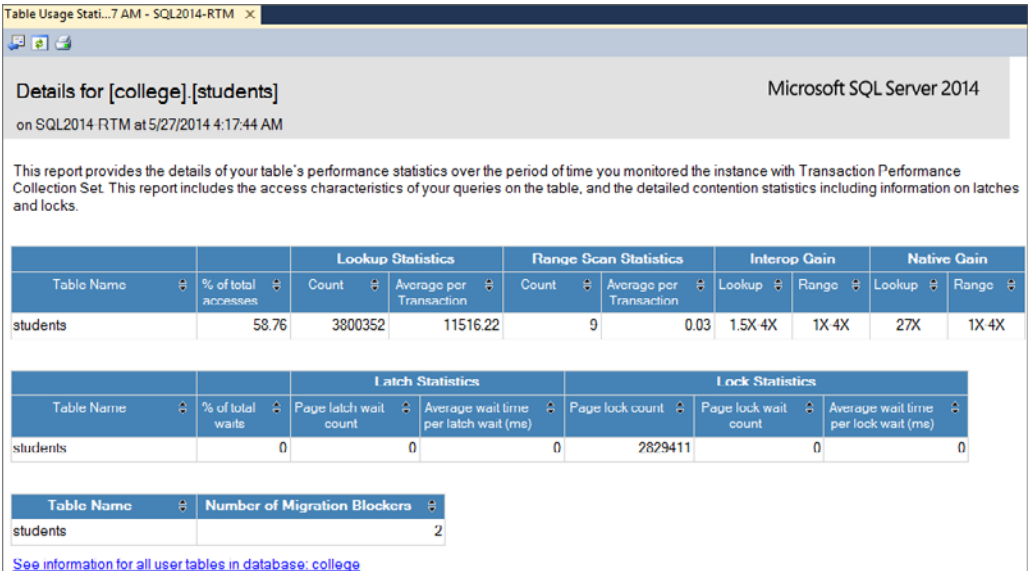 Table Usage Stati...7 AM - SQL2014-RTM ×
Details for [college].[students]
Microsoft SQL Server 2014
on SQL2014-RTM at 5/27/2014 4:17:44 AM
This report provides the details of your table's performance statistics over the period of time you monitored the instance with Transaction Performance
Collection Set. This report includes the access characteristics of your queries on the table, and the detailed contention statistics including information on latches
and locks.
Lookup Statistics Range Scan Statistics Interop Gain Native Gain
Table Name % of total accesses Count Average per Transaction Count Average per Transaction Lookup Range Lookup Range
students 58.76 3800352 11516.22 9 0.03 1.5X-4X 1X-4X 27X 1X-4X
Latch Statistics Lock Statistics
Table Name % of total waits Page latch wait count Average wait time per latch wait (ms) Page lock count Page lock wait count Average wait time per lock wait (ms)
students 0 0 0 2829411 0 0
Table Name Number of Migration Blockers
students 2
See information for all user tables in database: college